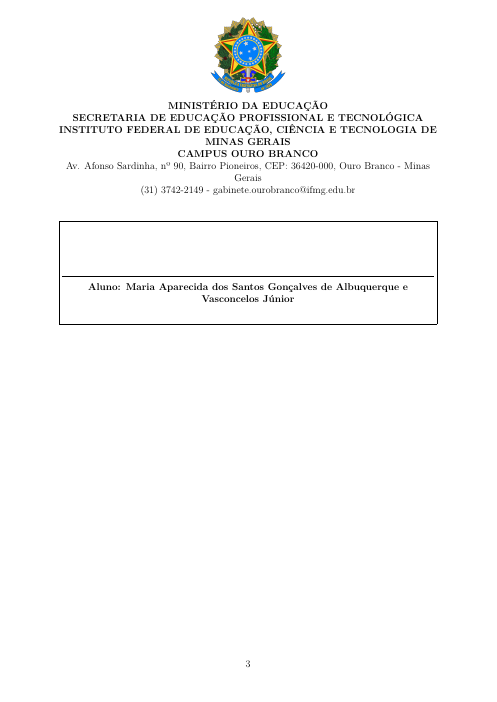 MINISTÉRIO DA EDUCAÇÃO
SECRETARIA DE EDUCAÇÃO PROFISSIONAL E TECNOLÓGICA
INSTITUTO FEDERAL DE EDUCAÇÃO, CIÊNCIA E TECNOLOGIA DE
MINAS GERAIS
CAMPUS OURO BRANCO
Av. Afonso Sardinha, nº 90, Bairro Pioneiros, CEP: 36420-000, Ouro Branco - Minas
Gerais
(31) 3742-2149 - gabinete.ourobranco@ifmg.edu.br
Aluno: Maria Aparecida dos Santos Gonçalves de Albuquerque e
Vasconcelos Júnior
3